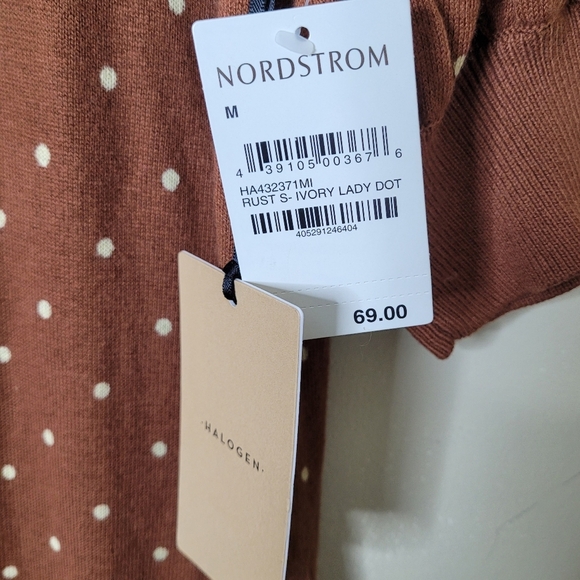 NORDSTROM
M
4 39105 00367 6
HA432371MI
RUST S- IVORY LADY DOT
405291246404
69.00
·HALOGEN·